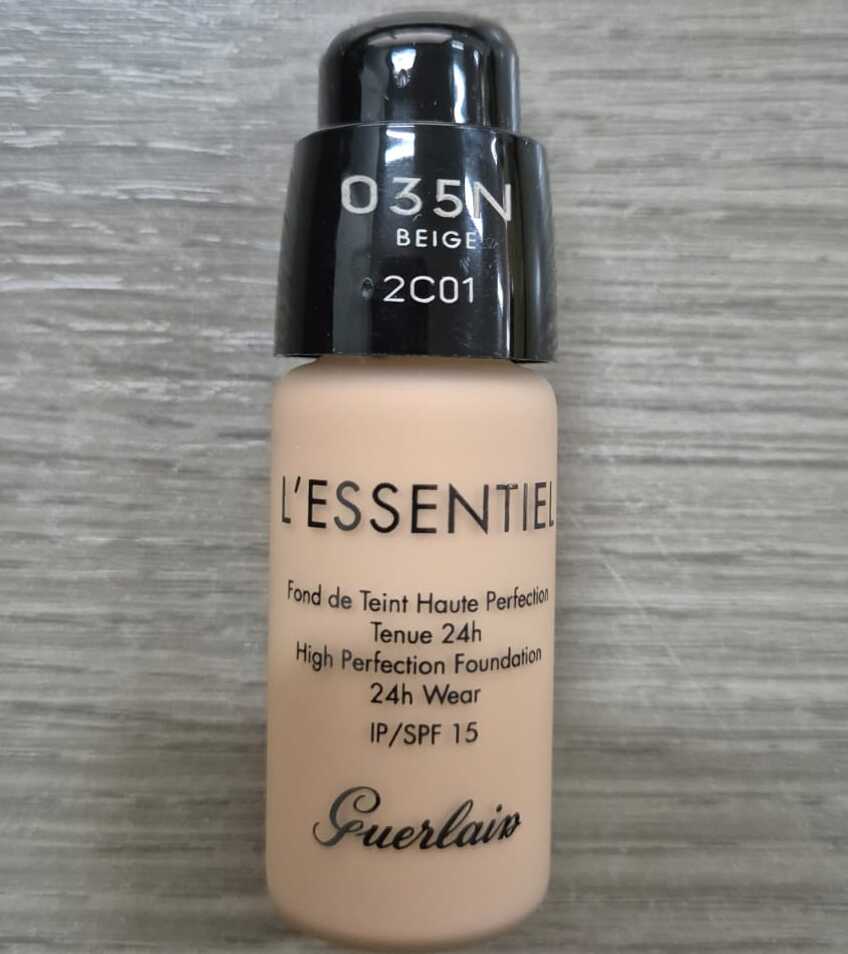 035N
BEIGE
2C01
L'ESSENTIEL
Fond de Teint Haute Perfection
Tenue 24h
High Perfection Foundation
24h Wear
IP/SPF 15
Guerlain